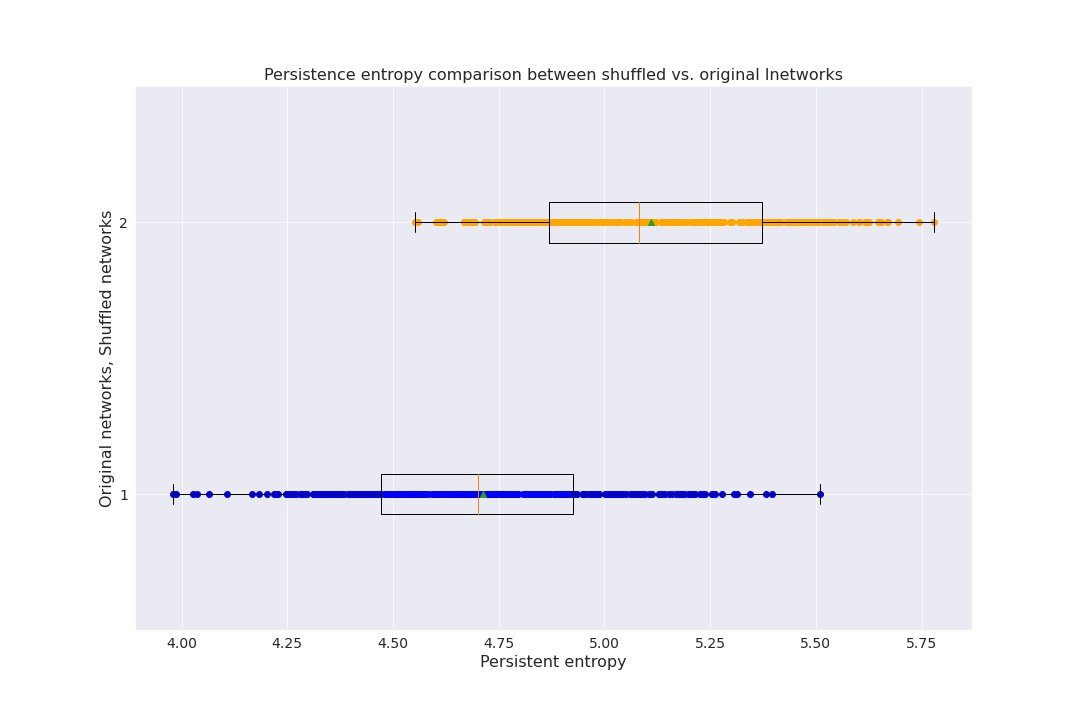 Persistence entropy comparison between shuffled vs. original Inetworks
Original networks, Shuffled networks
2
1
4.00 4.25 4.50 4.75 5.00 5.25 5.50 5.75
Persistent entropy